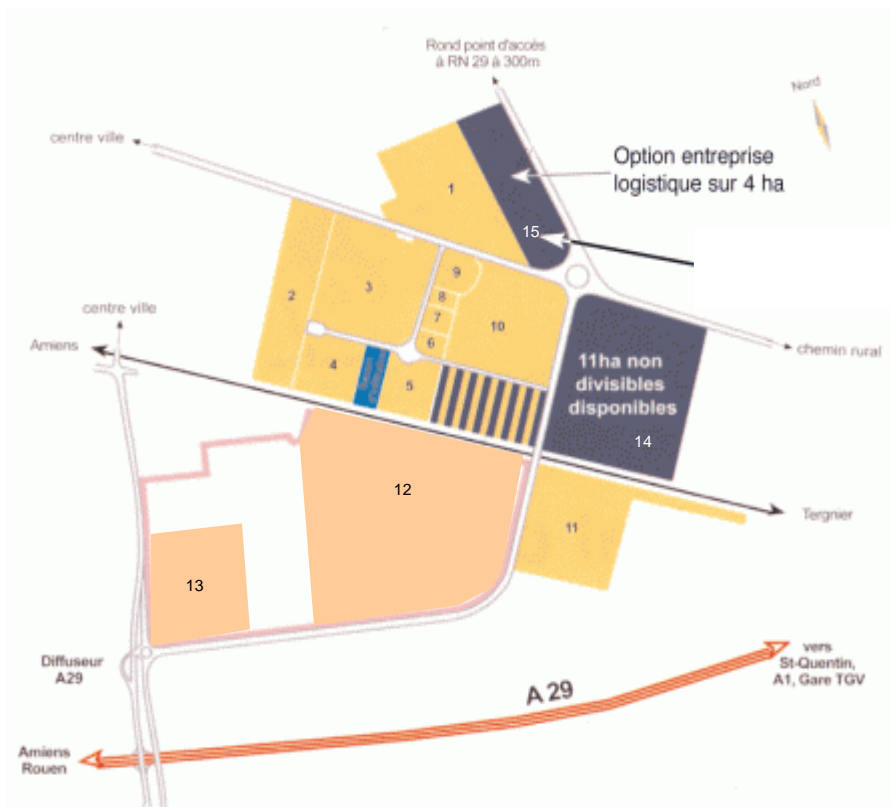 Rond point d'accès
à RN 29 à 300m
Nord
centre ville
Option entreprise
logistique sur 4 ha
1
15
9
2
3
8
7
10
6
centre ville
Amiens
chemin rural
11ha non
divisibles
disponibles
4
5
14
12
Tergnier
11
13
Diffuseur
A29
vers
St-Quentin,
A1, Gare TGV
A 29
Amiens
Rouen